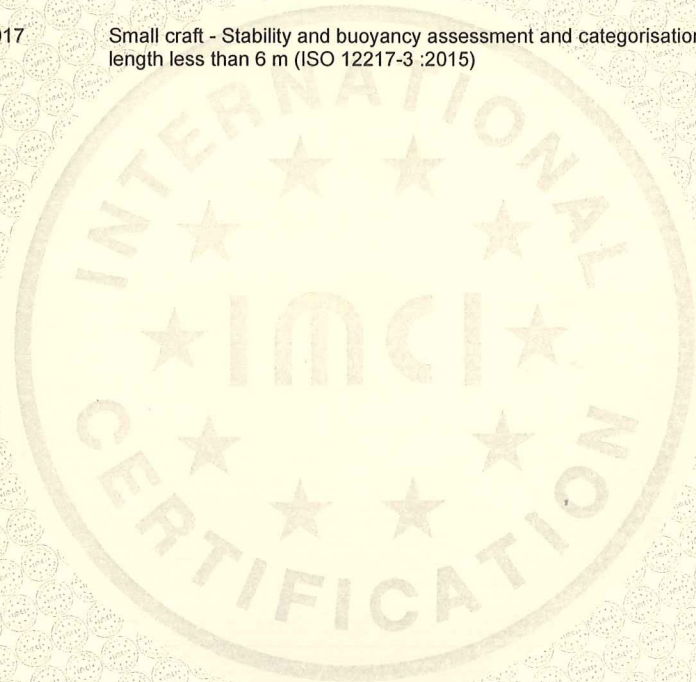 017 Small craft - Stability and buoyancy assessment and categorisation
length less than 6 m (ISO 12217-3 :2015)
INTERNATIONAL
IMCI
CERTIFICATION